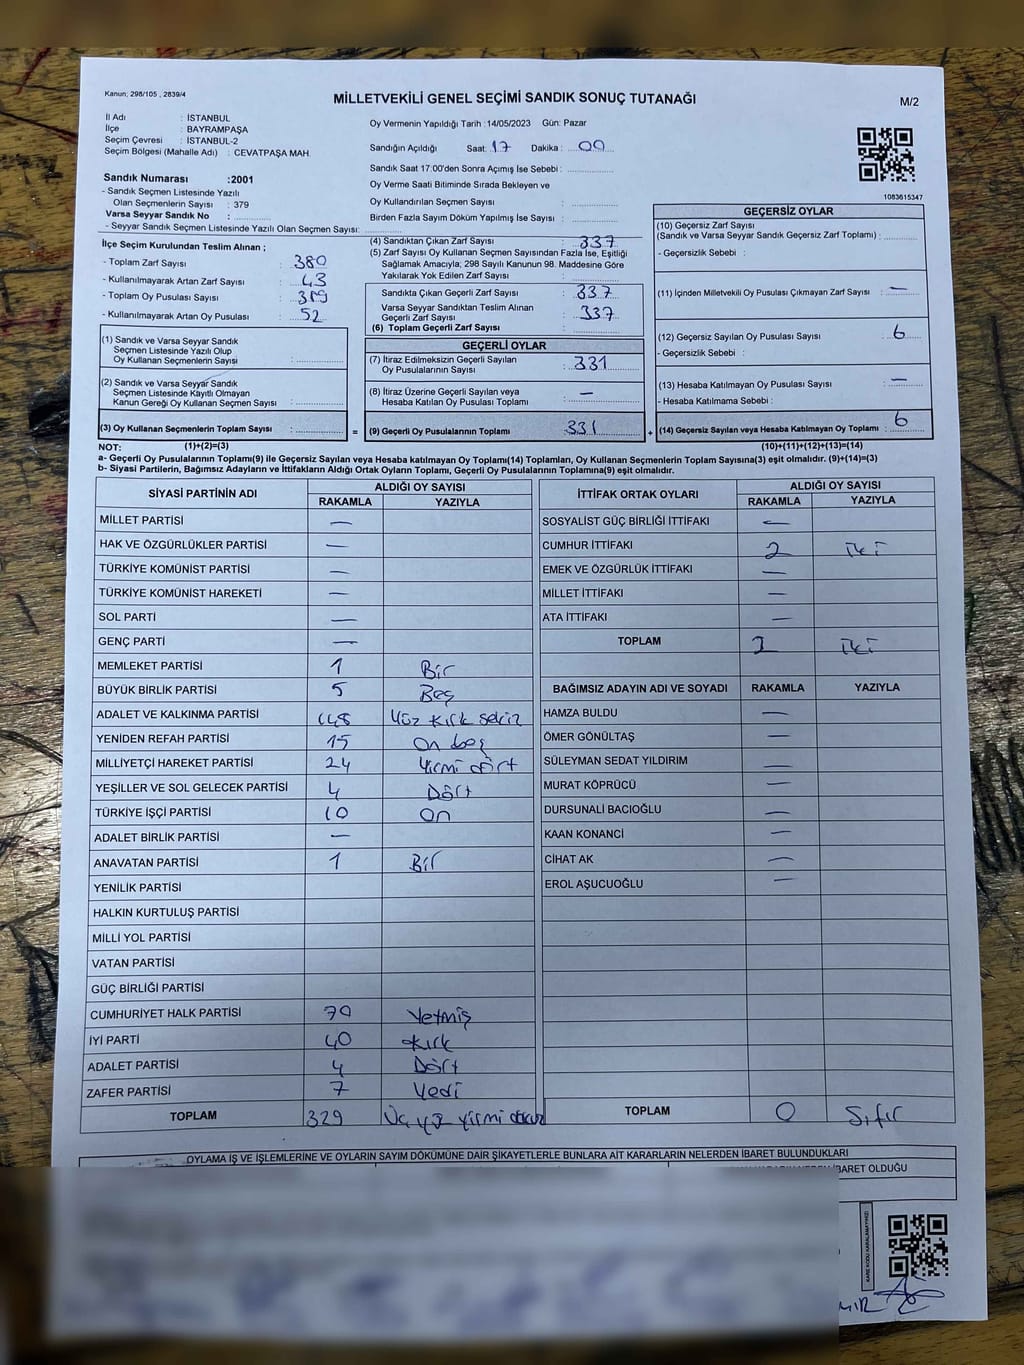 Kanun; 298/105 , 2839/4
MİLLETVEKİLİ GENEL SEÇİMİ SANDIK SONUÇ TUTANAĞI
M/2
İl Adı : İSTANBUL
İlçe : BAYRAMPAŞA
Seçim Çevresi : İSTANBUL-2
Seçim Bölgesi (Mahalle Adı) : CEVATPAŞA MAH.
Oy Vermenin Yapıldığı Tarih : 14/05/2023 Gün: Pazar
Sandığın Açıldığı Saat: 17 Dakika : 00
Sandık Saat 17:00'den Sonra Açımış İse Sebebi :
Oy Verme Saati Bitiminde Sırada Bekleyen ve
Oy Kullandırılan Seçmen Sayısı :
Birden Fazla Sayım Döküm Yapılmış İse Sayısı :
1083615347
Sandık Numarası :2001
- Sandık Seçmen Listesinde Yazılı
Olan Seçmenlerin Sayısı : 379
Varsa Seyyar Sandık No :
- Seyyar Sandık Seçmen Listesinde Yazılı Olan Seçmen Sayısı:
İlçe Seçim Kurulundan Teslim Alınan ;
- Toplam Zarf Sayısı : 380
- Kullanılmayarak Artan Zarf Sayısı : 43
- Toplam Oy Pusulası Sayısı :
- Kullanılmayarak Artan Oy Pusulası : 52
(1) Sandık ve Varsa Seyyar Sandık
Seçmen Listesinde Yazılı Olup
Oy Kullanan Seçmenlerin Sayısı :
(2) Sandık ve Varsa Seyyar Sandık
Seçmen Listesinde Kayıtlı Olmayan
Kanun Gereği Oy Kullanan Seçmen Sayısı :
(3) Oy Kullanan Seçmenlerin Toplam Sayısı :
(4) Sandıktan Çıkan Zarf Sayısı : 337
(5) Zarf Sayısı Oy Kullanan Seçmen Sayısından Fazla İse, Eşitliği
Sağlamak Amacıyla; 298 Sayılı Kanunun 98. Maddesine Göre
Yakılarak Yok Edilen Zarf Sayısı :
Sandıkta Çıkan Geçerli Zarf Sayısı : 337
Varsa Seyyar Sandıktan Teslim Alınan
Geçerli Zarf Sayısı : 337
(6) Toplam Geçerli Zarf Sayısı :
GEÇERLİ OYLAR
(7) İtiraz Edilmeksizin Geçerli Sayılan
Oy Pusulalarının Sayısı : 331
(8) İtiraz Üzerine Geçerli Sayılan veya
Hesaba Katılan Oy Pusulası Toplamı : —
= (9) Geçerli Oy Pusulalarının Toplamı 331 +
GEÇERSİZ OYLAR
(10) Geçersiz Zarf Sayısı
(Sandık ve Varsa Seyyar Sandık Geçersiz Zarf Toplamı) :
- Geçersizlik Sebebi :
(11) İçinden Milletvekili Oy Pusulası Çıkmayan Zarf Sayısı : —
(12) Geçersiz Sayılan Oy Pusulası Sayısı : 6
- Geçersizlik Sebebi :
(13) Hesaba Katılmayan Oy Pusulası Sayısı : —
- Hesaba Katılmama Sebebi :
(14) Geçersiz Sayılan veya Hesaba Katılmayan Oy Toplamı : 6
NOT: (1)+(2)=(3) (10)+(11)+(12)+(13)=(14)
a- Geçerli Oy Pusulalarının Toplamı(9) ile Geçersiz Sayılan veya Hesaba katılmayan Oy Toplamı(14) Toplamları, Oy Kullanan Seçmenlerin Toplam Sayısına(3) eşit olmalıdır. (9)+(14)=(3)
b- Siyasi Partilerin, Bağımsız Adayların ve İttifakların Aldığı Ortak Oyların Toplamı, Geçerli Oy Pusulalarının Toplamına(9) eşit olmalıdır.
SİYASİ PARTİNİN ADI ALDIĞI OY SAYISI
RAKAMLA YAZIYLA
MİLLET PARTİSİ —
HAK VE ÖZGÜRLÜKLER PARTİSİ —
TÜRKİYE KOMÜNİST PARTİSİ —
TÜRKİYE KOMÜNİST HAREKETİ —
SOL PARTİ —
GENÇ PARTİ —
MEMLEKET PARTİSİ 1 Bir
BÜYÜK BİRLİK PARTİSİ 5 Beş
ADALET VE KALKINMA PARTİSİ 148 Yüz kırk sekiz
YENİDEN REFAH PARTİSİ 15 On beş
MİLLİYETÇİ HAREKET PARTİSİ 24 Yirmi dört
YEŞİLLER VE SOL GELECEK PARTİSİ 4 Dört
TÜRKİYE İŞÇİ PARTİSİ 10 On
ADALET BİRLİK PARTİSİ —
ANAVATAN PARTİSİ 1 Bir
YENİLİK PARTİSİ
HALKIN KURTULUŞ PARTİSİ
MİLLİ YOL PARTİSİ
VATAN PARTİSİ
GÜÇ BİRLİĞİ PARTİSİ
CUMHURİYET HALK PARTİSİ 70 Yetmiş
İYİ PARTİ 40 Kırk
ADALET PARTİSİ 4 Dört
ZAFER PARTİSİ 7 Yedi
TOPLAM 329 Üç yüz yirmi dokuz
İTTİFAK ORTAK OYLARI ALDIĞI OY SAYISI
RAKAMLA YAZIYLA
SOSYALİST GÜÇ BİRLİĞİ İTTİFAKI —
CUMHUR İTTİFAKI 2 iki
EMEK VE ÖZGÜRLÜK İTTİFAKI —
MİLLET İTTİFAKI —
ATA İTTİFAKI —
TOPLAM 2 iki
BAĞIMSIZ ADAYIN ADI VE SOYADI RAKAMLA YAZIYLA
HAMZA BULDU —
ÖMER GÖNÜLTAŞ —
SÜLEYMAN SEDAT YILDIRIM —
MURAT KÖPRÜCÜ —
DURSUNALİ BACIOĞLU —
KAAN KONANCİ —
CİHAT AK —
EROL AŞUCUOĞLU —
TOPLAM 0 Sıfır
OYLAMA İŞ VE İŞLEMLERİNE VE OYLARIN SAYIM DÖKÜMÜNE DAİR ŞİKAYETLERLE BUNLARA AİT KARARLARIN NELERDEN İBARET BULUNDUKLARI
İBARET OLDUĞU
KARE KODU KARALAMAYINIZ!